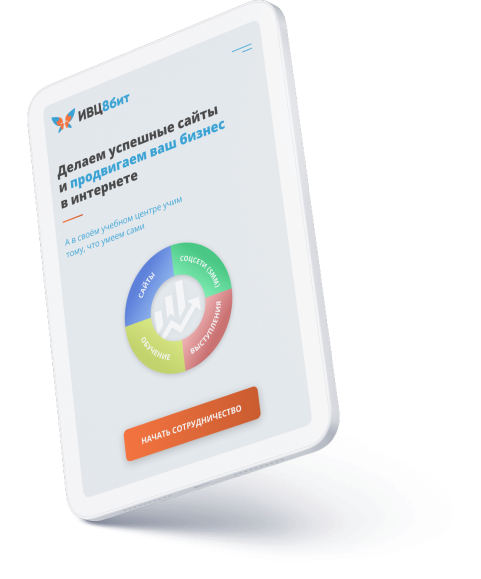 ИВЦ8бит
Делаем успешные сайты
и продвигаем ваш бизнес
в интернете
А в своём учебном центре учим
тому, что умеем сами
САЙТЫ
СОЦСЕТИ (SMM)
ОБУЧЕНИЕ
ВЫСТУПЛЕНИЯ
НАЧАТЬ СОТРУДНИЧЕСТВО